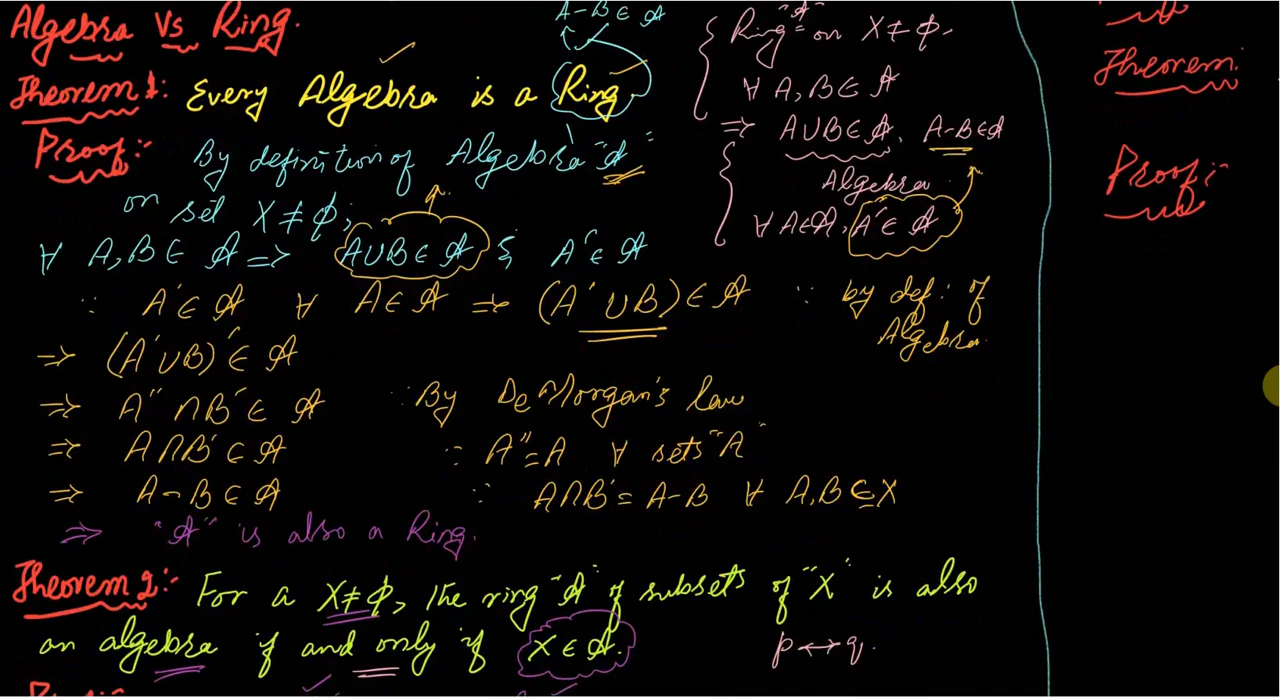 Algebra Vs Ring.
A-B ∈ 𝒜
Theorem 1: Every Algebra is a Ring
Proof:- By definition of Algebra "𝒜"
on set X ≠ ϕ,
∀ A, B ∈ 𝒜 => A∪B ∈ 𝒜 & A' ∈ 𝒜
Ring "𝒜" on X ≠ ϕ.
∀ A, B ∈ 𝒜
=> A∪B ∈ 𝒜, A-B ∈ 𝒜
Algebra.
∀ A ∈ 𝒜, A' ∈ 𝒜
∵ A' ∈ 𝒜 ∀ A ∈ 𝒜 => (A' ∪ B) ∈ 𝒜 ∵ by def: of
Algebra.
=> (A' ∪ B)' ∈ 𝒜
=> A'' ∩ B' ∈ 𝒜 ∵ By De Morgan's law
=> A ∩ B' ∈ 𝒜 ∵ A'' = A ∀ sets "A"
=> A - B ∈ 𝒜 ∵ A∩B' = A-B ∀ A, B ⊆ X
=> "𝒜" is also a Ring.
Theorem 2:- For a X ≠ ϕ, the ring "𝒜" of subsets of "X" is also
an algebra if and only if X ∈ 𝒜.
p ↔ q.
Theorem:
Proof:-